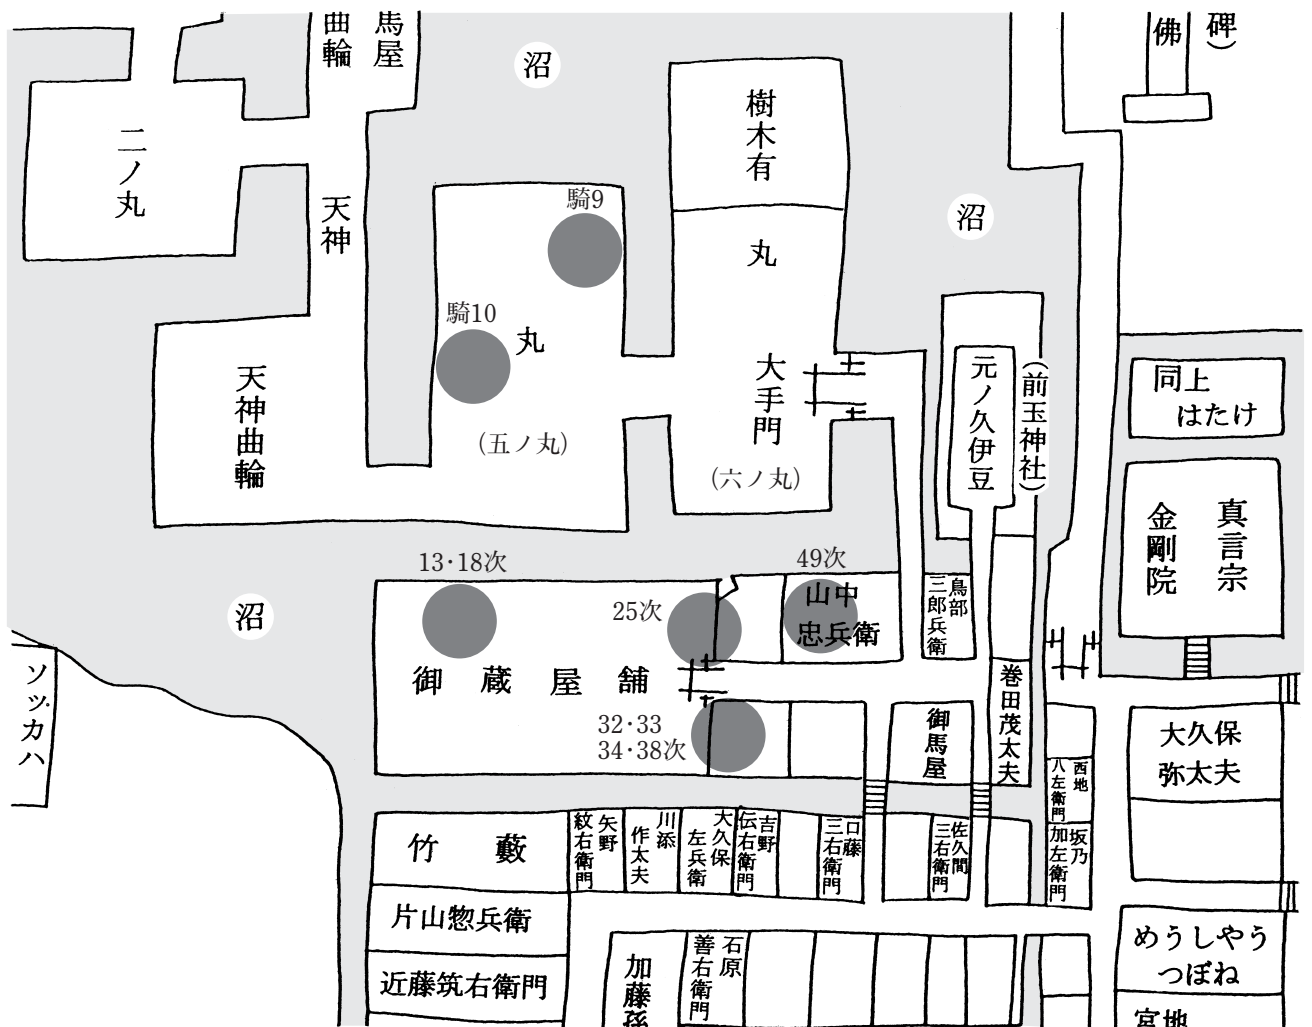 曲輪
馬屋
沼
佛
碑）
二ノ丸
天神
樹木有
丸
沼
騎9
騎10
丸
（五ノ丸）
大手門
（六ノ丸）
元ノ久伊豆
（前玉神社）
同上
はたけ
天神曲輪
真言宗
金剛院
13・18次
49次
25次
山中
忠兵衛
鳥部
三郎兵衛
沼
ソッカハ
御蔵屋舗
32・33
34・38次
御馬屋
巻田茂太夫
西地
八左衛門
大久保
弥太夫
竹藪
矢野
紋右衛門
川添
作太夫
大久保
左兵衛
吉野
伝右衛門
口藤
三右衛門
佐久間
三右衛門
坂乃
加左衛門
片山惣兵衛
近藤筑右衛門
加藤孫
石原
善右衛門
めうしやう
つぼね
宮地